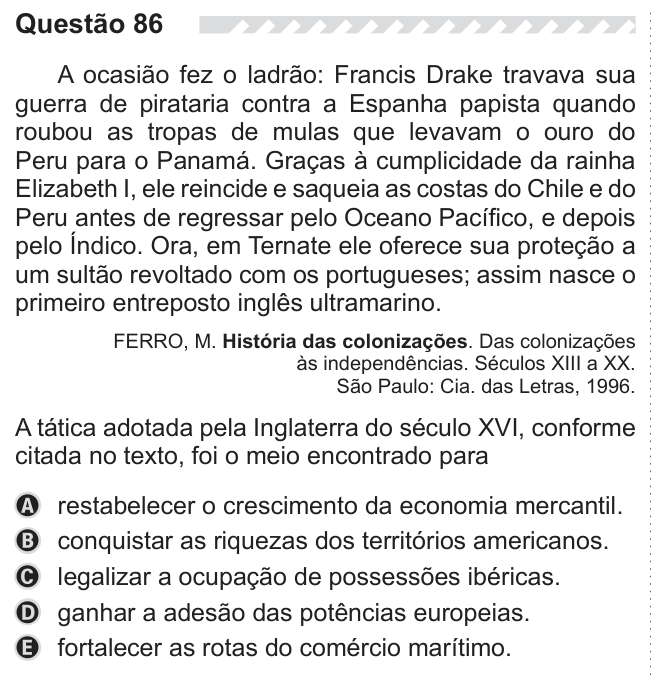 Questão 86
A ocasião fez o ladrão: Francis Drake travava sua
guerra de pirataria contra a Espanha papista quando
roubou as tropas de mulas que levavam o ouro do
Peru para o Panamá. Graças à cumplicidade da rainha
Elizabeth I, ele reincide e saqueia as costas do Chile e do
Peru antes de regressar pelo Oceano Pacífico, e depois
pelo Índico. Ora, em Ternate ele oferece sua proteção a
um sultão revoltado com os portugueses; assim nasce o
primeiro entreposto inglês ultramarino.
FERRO, M. História das colonizações. Das colonizações
às independências. Séculos XIII a XX.
São Paulo: Cia. das Letras, 1996.
A tática adotada pela Inglaterra do século XVI, conforme
citada no texto, foi o meio encontrado para
A restabelecer o crescimento da economia mercantil.
B conquistar as riquezas dos territórios americanos.
C legalizar a ocupação de possessões ibéricas.
D ganhar a adesão das potências europeias.
E fortalecer as rotas do comércio marítimo.